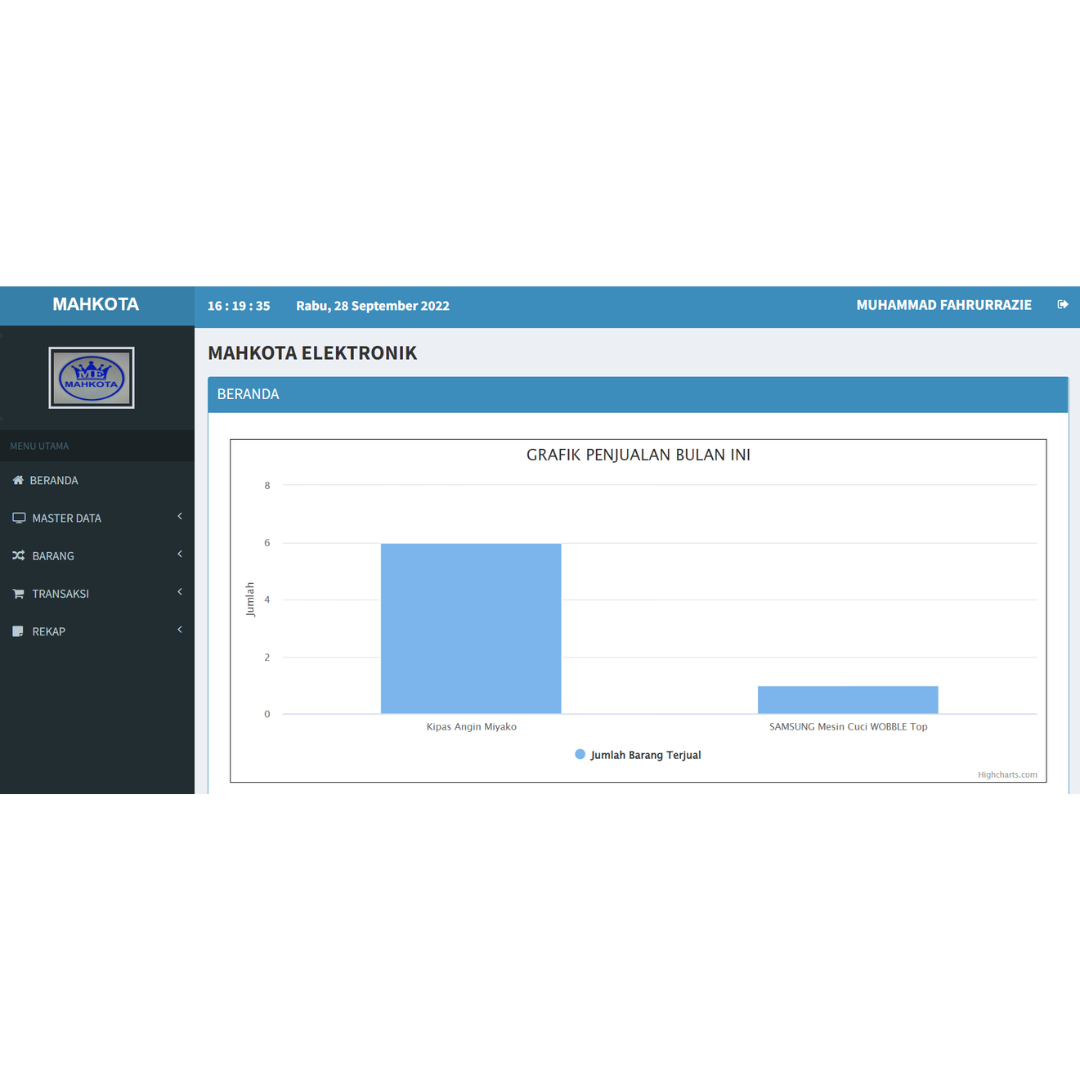 MAHKOTA
16 : 19 : 35 Rabu, 28 September 2022
MUHAMMAD FAHRURRAZIE
ME
MAHKOTA
MENU UTAMA
BERANDA
MASTER DATA
BARANG
TRANSAKSI
REKAP
MAHKOTA ELEKTRONIK
BERANDA
GRAFIK PENJUALAN BULAN INI
Jumlah
8
6
4
2
0
Kipas Angin Miyako
SAMSUNG Mesin Cuci WOBBLE Top
Jumlah Barang Terjual
Highcharts.com